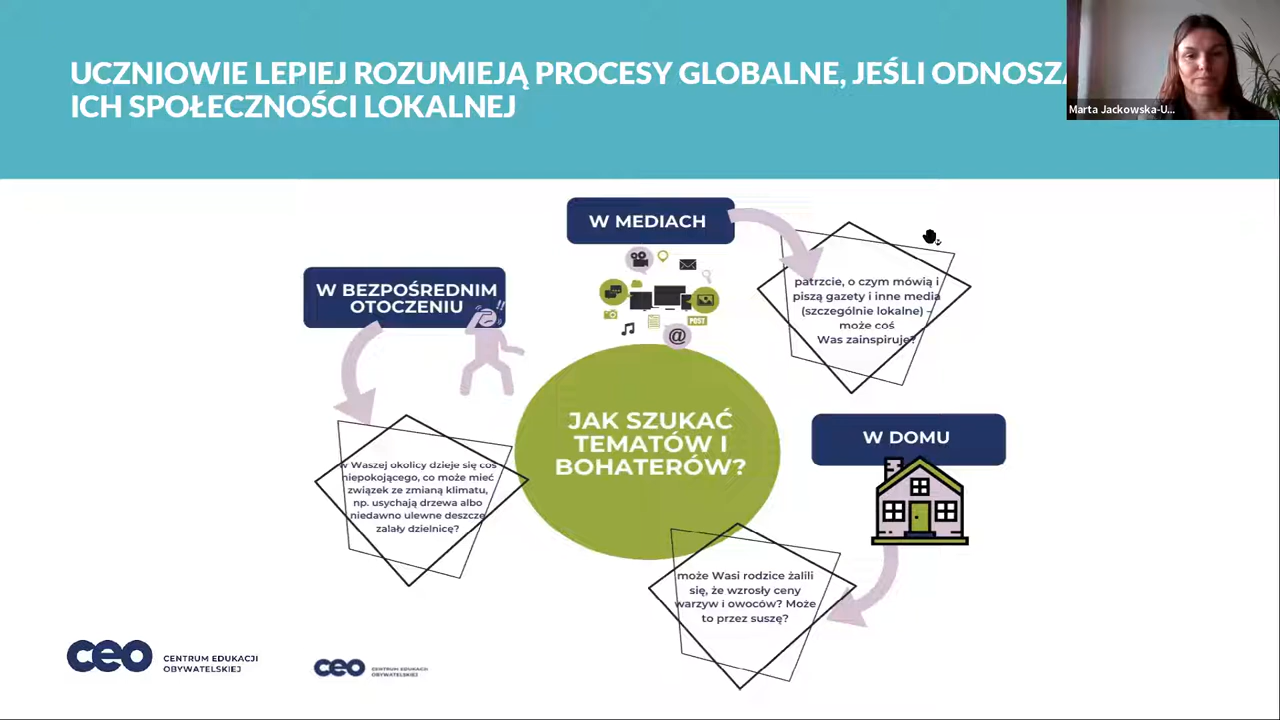 UCZNIOWIE LEPIEJ ROZUMIEJĄ PROCESY GLOBALNE, JEŚLI ODNOSZĄ
ICH SPOŁECZNOŚCI LOKALNEJ
Marta Jackowska-U...
W MEDIACH
patrzcie, o czym mówią i
piszą gazety i inne media
(szczególnie lokalne) -
może coś
Was zainspiruje?
W BEZPOŚREDNIM
OTOCZENIU
!!
POST
@
JAK SZUKAĆ
TEMATÓW I
BOHATERÓW?
W DOMU
w Waszej okolicy dzieje się coś
niepokojącego, co może mieć
związek ze zmianą klimatu,
np. usychają drzewa albo
niedawno ulewne deszcze
zalały dzielnicę?
może Wasi rodzice żalili
się, że wzrosły ceny
warzyw i owoców? Może
to przez suszę?
ceo CENTRUM EDUKACJI
OBYWATELSKIEJ
ceo CENTRUM EDUKACJI
OBYWATELSKIEJ